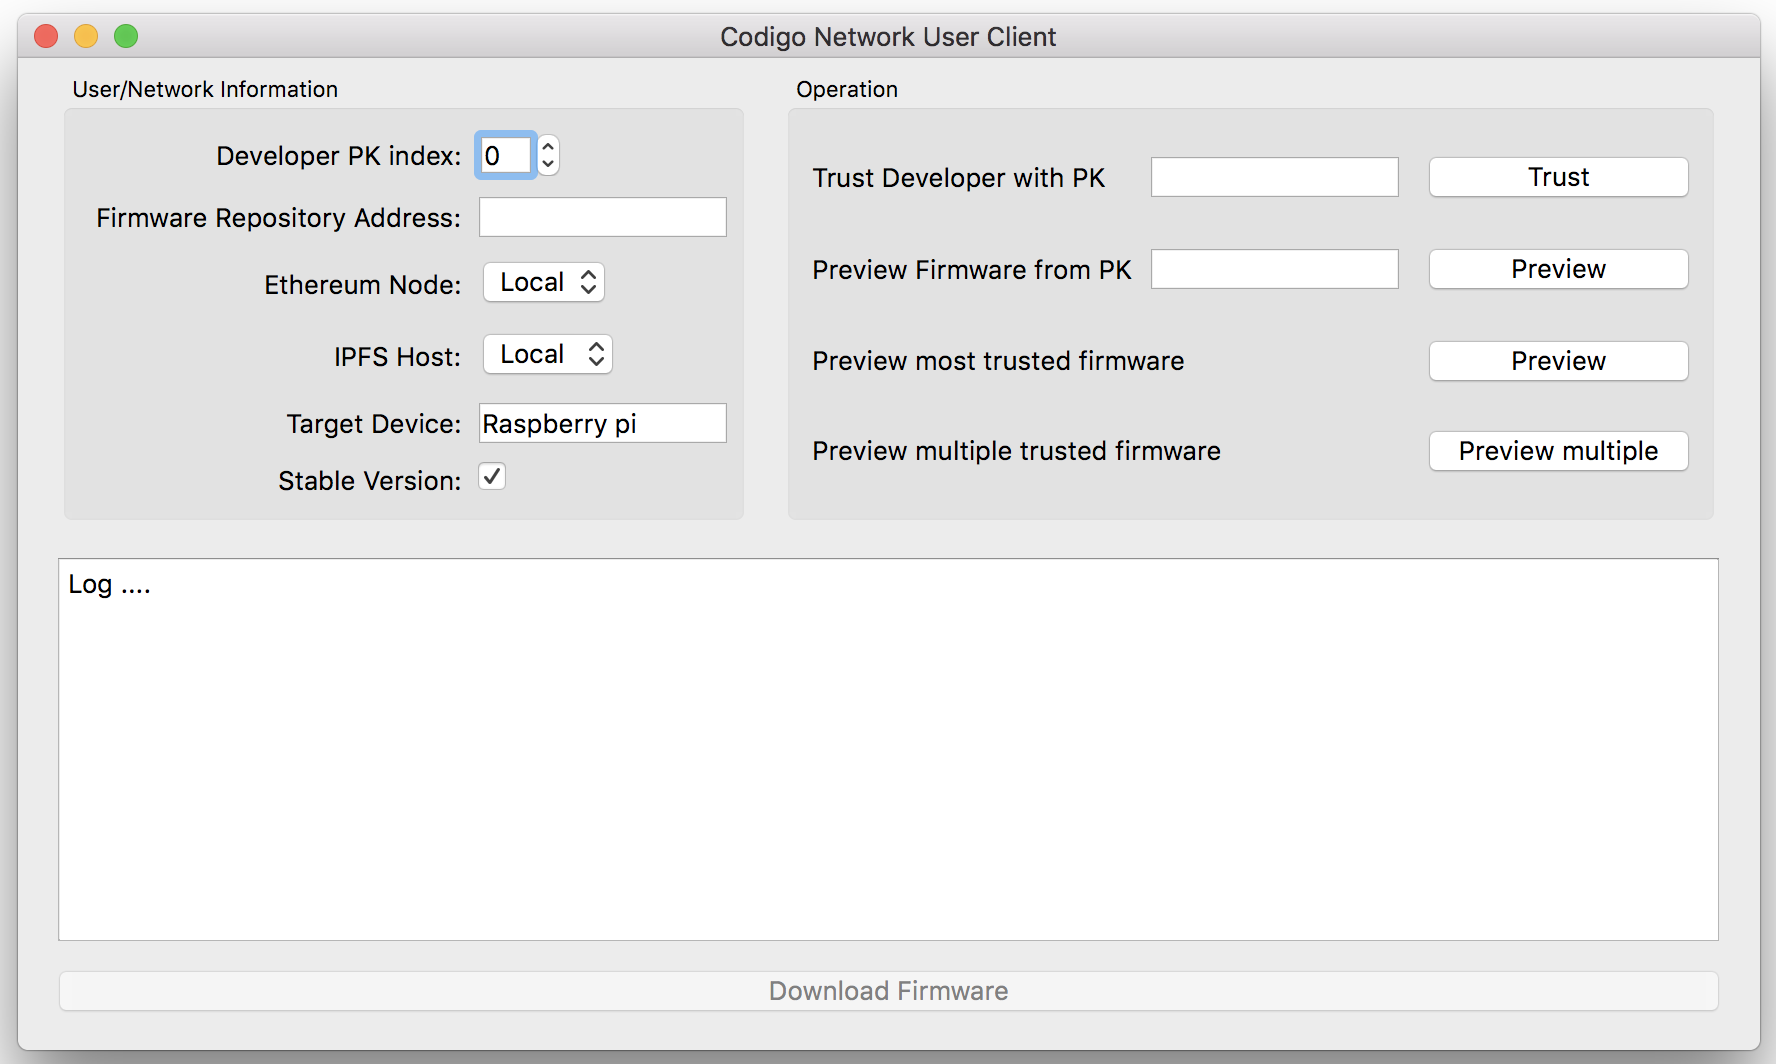 Codigo Network User Client
User/Network Information
Developer PK index: 0
Firmware Repository Address:
Ethereum Node: Local
IPFS Host: Local
Target Device: Raspberry pi
Stable Version:
Operation
Trust Developer with PK Trust
Preview Firmware from PK Preview
Preview most trusted firmware Preview
Preview multiple trusted firmware Preview multiple
Log ....
Download Firmware